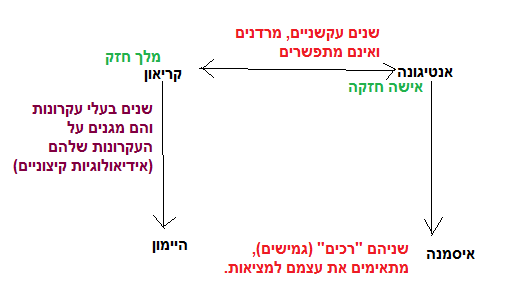 שנים עקשניים, מרדנים
ואינם מתפשרים
מלך חזק
אנטיגונה
קריאון
אישה חזקה
שנים בעלי עקרונות
והם מגנים על
העקרונות שלהם
(אידיאולוגיות קיצוניים)
שניהם "רכים" (גמישים),
מתאימים את עצמם למציאות.
איסמנה
היימון